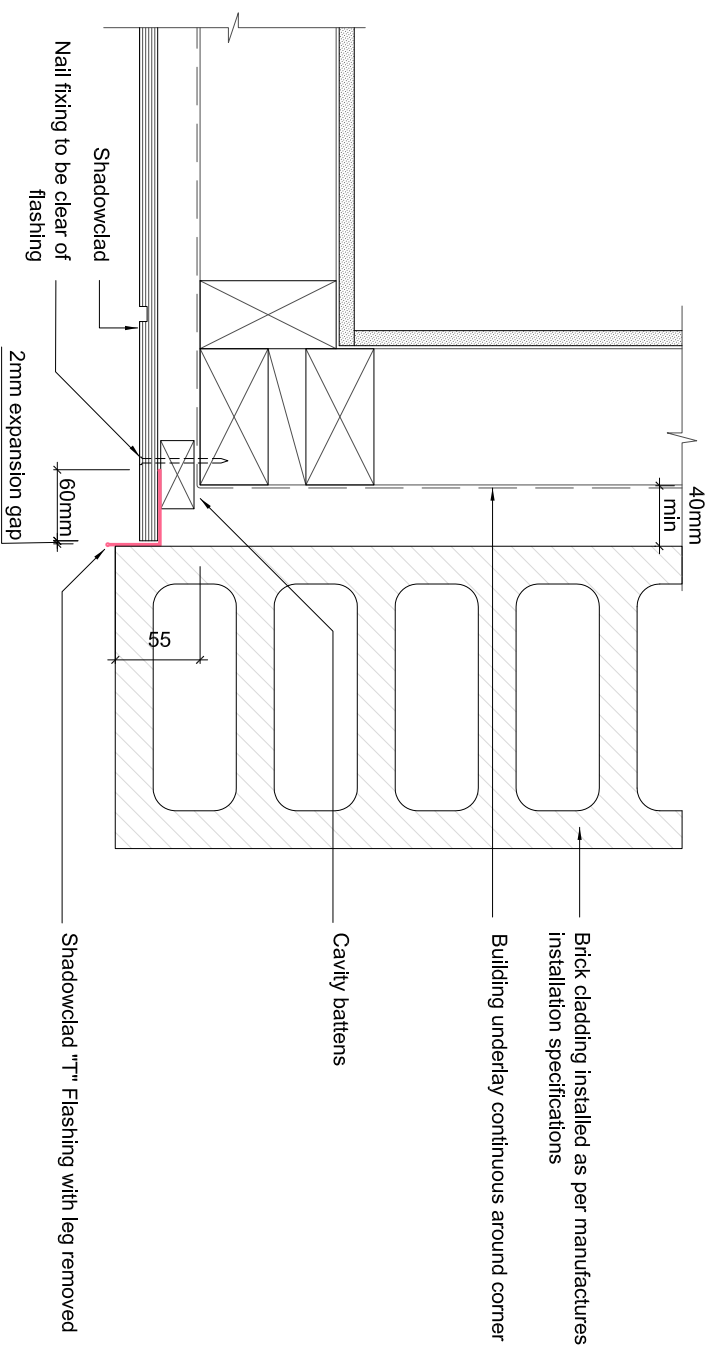 Nail fixing to be clear of
flashing
Shadowclad
2mm expansion gap
60mm
55
40mm
min
Brick cladding installed as per manufactures
installation specifications
Building underlay continuous around corner
Cavity battens
Shadowclad "T" Flashing with leg removed